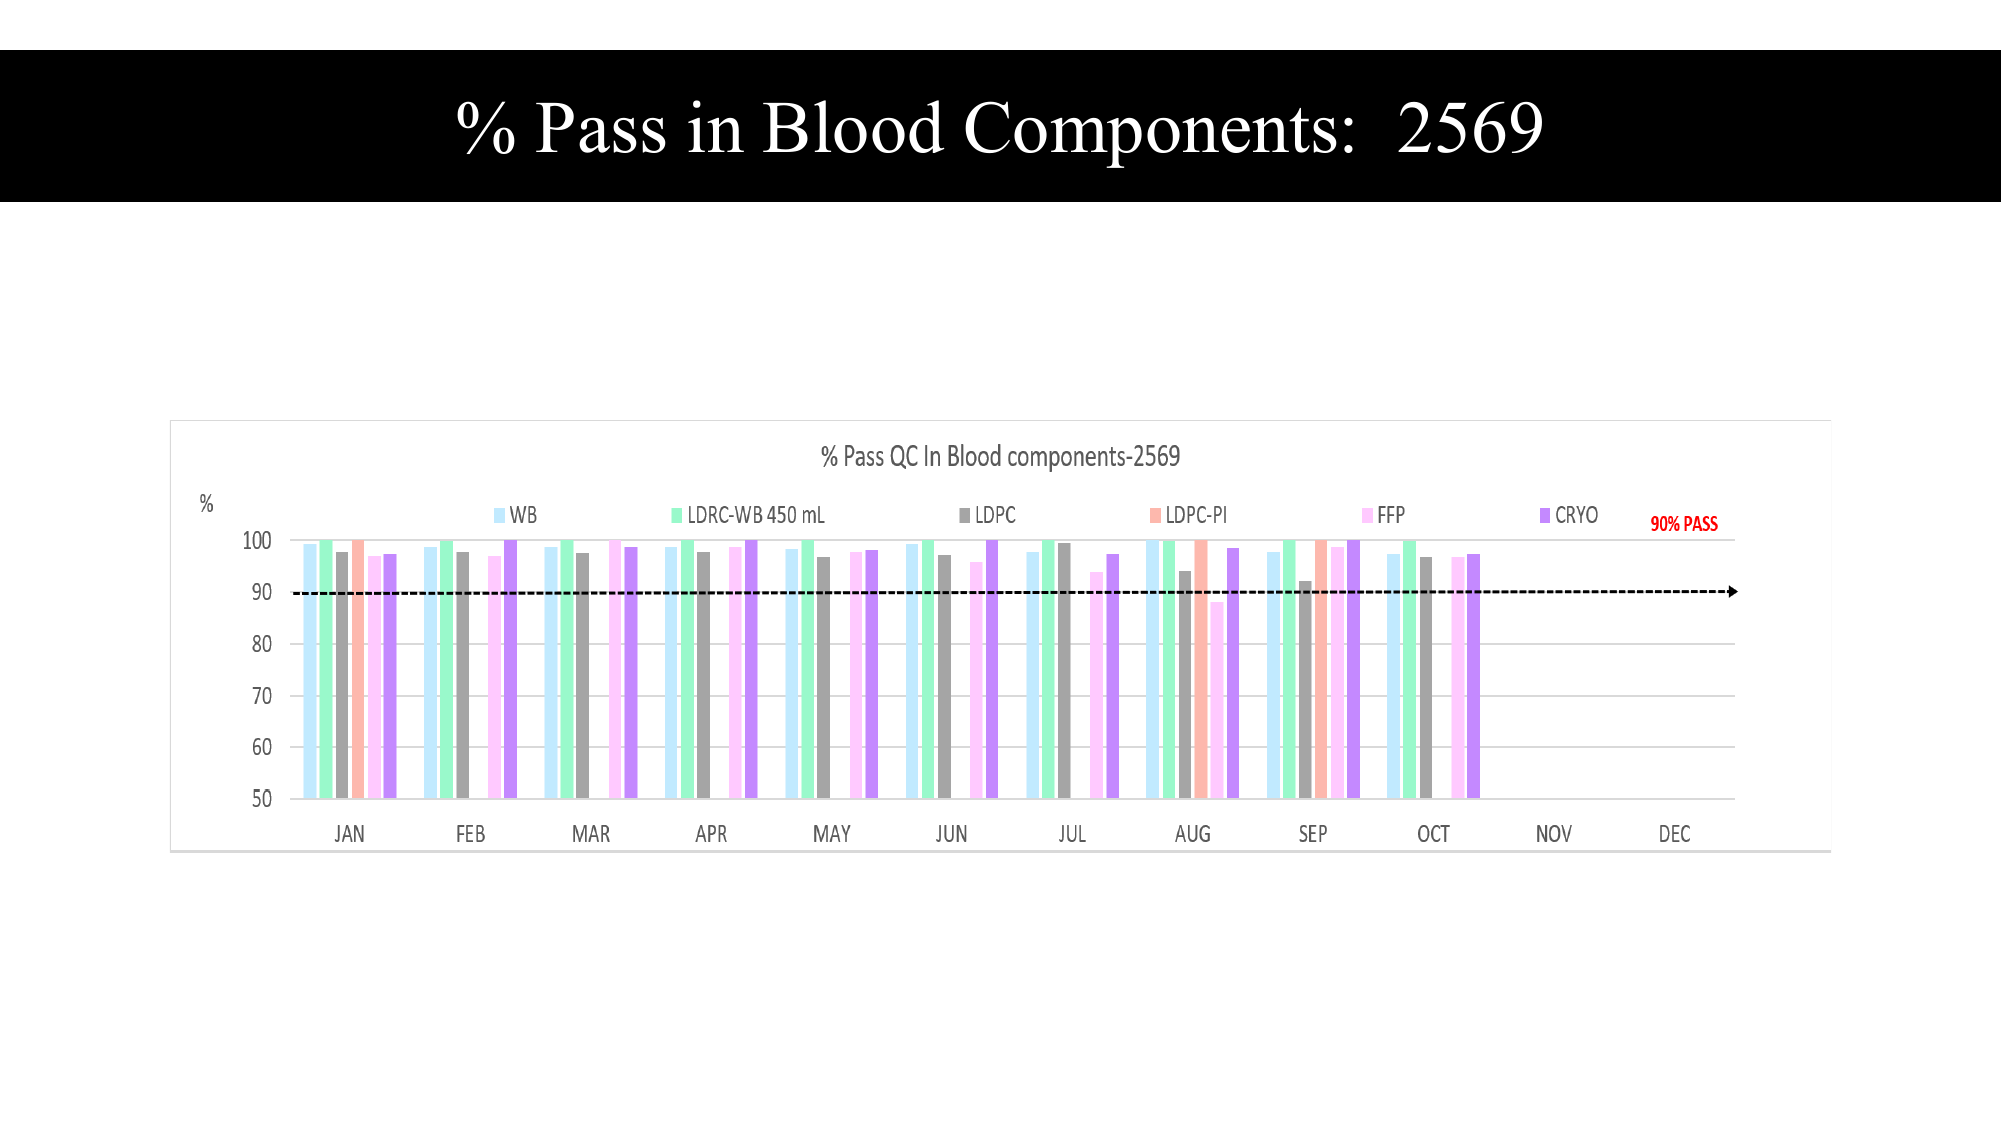 % Pass in Blood Components:  2569
% Pass QC In Blood components-2569
%
WB LDRC-WB 450 mL LDPC LDPC-PI FFP CRYO
90% PASS
100
90
80
70
60
50
JAN FEB MAR APR MAY JUN JUL AUG SEP OCT NOV DEC